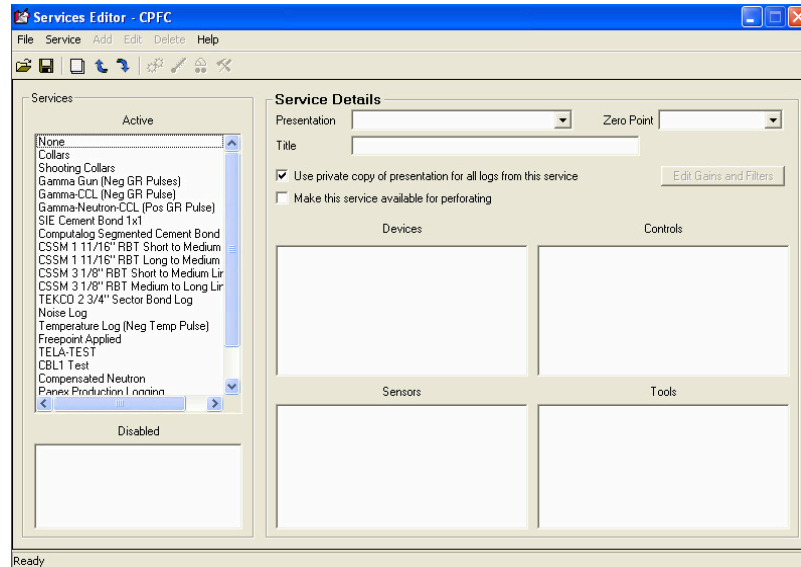 Services Editor - CPFC
File Service Add Edit Delete Help
Services
Active
None
Collars
Shooting Collars
Gamma Gun (Neg GR Pulses)
Gamma-CCL (Neg GR Pulse)
Gamma-Neutron-CCL (Pos GR Pulse)
SIE Cement Bond 1x1
Computalog Segmented Cement Bond
CSSM 1 11/16" RBT Short to Medium
CSSM 1 11/16" RBT Long to Medium
CSSM 3 1/8" RBT Short to Medium Lir
CSSM 3 1/8" RBT Medium to Long Lir
TEKCO 2 3/4" Sector Bond Log
Noise Log
Temperature Log (Neg Temp Pulse)
Freepoint Applied
TELA-TEST
CBL1 Test
Compensated Neutron
Panex Production Logging
Disabled
Service Details
Presentation
Zero Point
Title
Use private copy of presentation for all logs from this service
Edit Gains and Filters
Make this service available for perforating
Devices
Controls
Sensors
Tools
Ready